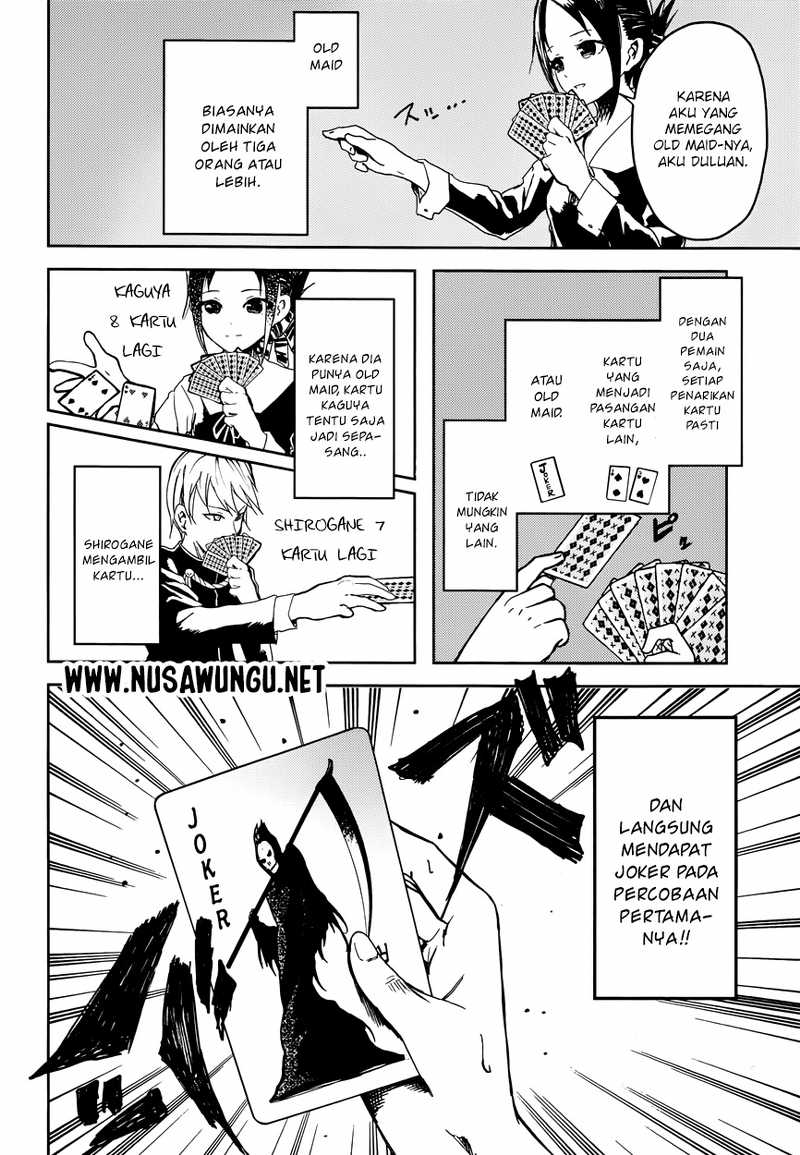 KARENA
AKU YANG
MEMEGANG
OLD MAID-NYA,
AKU DULUAN.
OLD
MAID
BIASANYA
DIMAINKAN
OLEH TIGA
ORANG ATAU
LEBIH.
スッ...
DENGAN
DUA
PEMAIN
SAJA,
SETIAP
PENARIKAN
KARTU
PASTI
KARTU
YANG
MENJADI
PASANGAN
KARTU
LAIN,
ATAU
OLD
MAID.
JOKER
TIDAK
MUNGKIN
YANG
LAIN.
ピッ
KAGUYA
8 KARTU
LAGI
KARENA DIA
PUNYA OLD
MAID, KARTU
KAGUYA
TENTU SAJA
JADI SEPA-
SANG..
SHIROGANE 7
KARTU LAGI
SHIROGANE
MENGAMBIL
KARTU...
WWW.NUSAWUNGU.NET
DAN
LANGSUNG
MENDAPAT
JOKER PADA
PERCOBAAN
PERTAMA-
NYA!!
JOKER